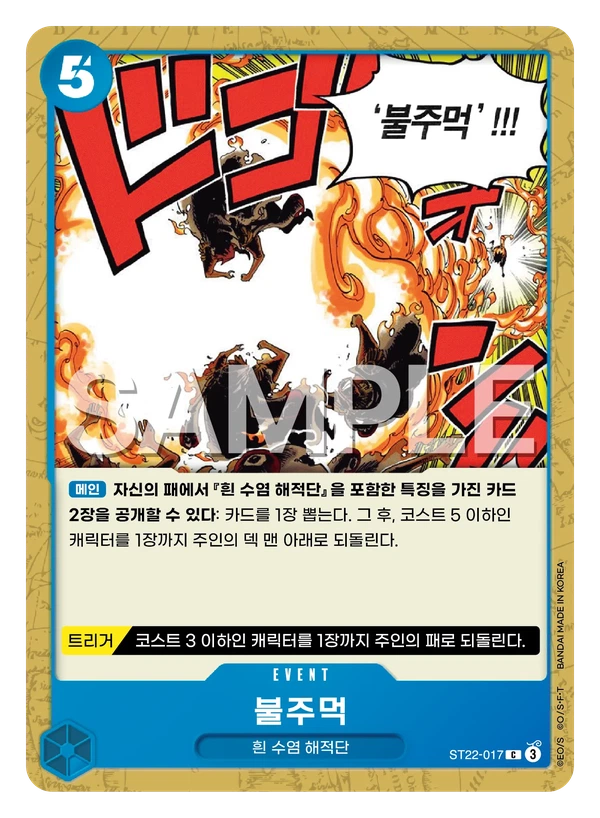 5
‘불주먹’!!!
ドゴ
オ
ン
SAMPLE
메인 자신의 패에서 『흰 수염 해적단』을 포함한 특징을 가진 카드
2장을 공개할 수 있다: 카드를 1장 뽑는다. 그 후, 코스트 5 이하인
캐릭터를 1장까지 주인의 덱 맨 아래로 되돌린다.
트리거 코스트 3 이하인 캐릭터를 1장까지 주인의 패로 되돌린다.
EVENT
불주먹
흰 수염 해적단
ST22-017 C 3
©EO/S ©O/S·F·T BANDAI MADE IN KOREA